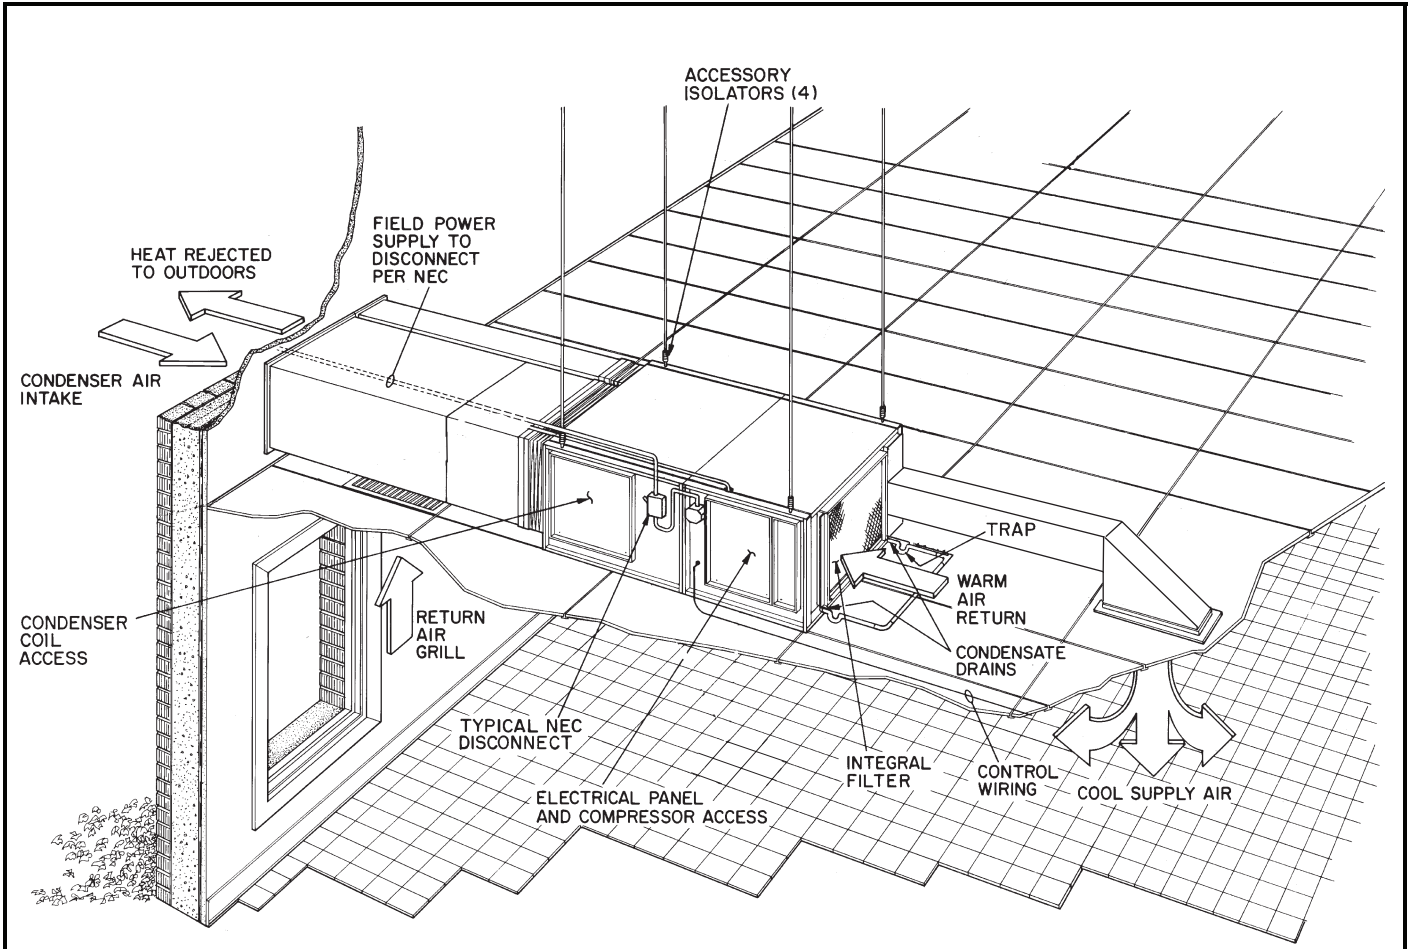 ACCESSORY
ISOLATORS (4)
FIELD POWER
SUPPLY TO
DISCONNECT
PER NEC
HEAT REJECTED
TO OUTDOORS
CONDENSER AIR
INTAKE
TRAP
WARM
AIR
RETURN
CONDENSER
COIL
ACCESS
RETURN
AIR
GRILL
CONDENSATE
DRAINS
TYPICAL NEC
DISCONNECT
INTEGRAL
FILTER
CONTROL
WIRING
COOL SUPPLY AIR
ELECTRICAL PANEL
AND COMPRESSOR ACCESS